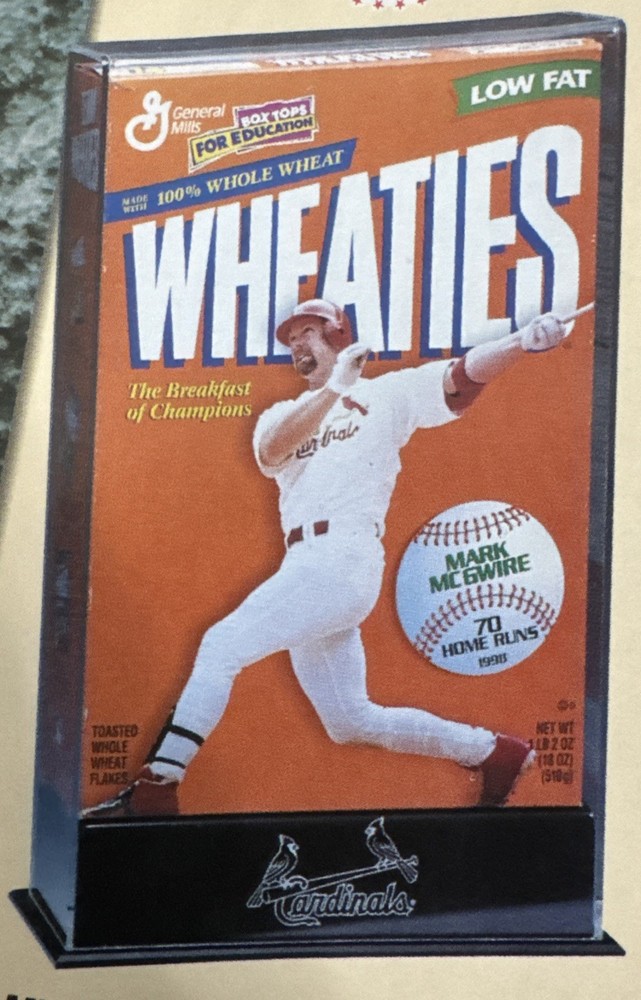 General
Mills
BOX TOPS
FOR EDUCATION
LOW FAT
MADE
WITH 100% WHOLE WHEAT
WHEATIES
The Breakfast
of Champions
Cardinals
MARK
MCGWIRE
70
HOME RUNS
1998
TOASTED
WHOLE
WHEAT
FLAKES
NET WT
1 LB 2 OZ
(18 OZ)
(510g)
Cardinals